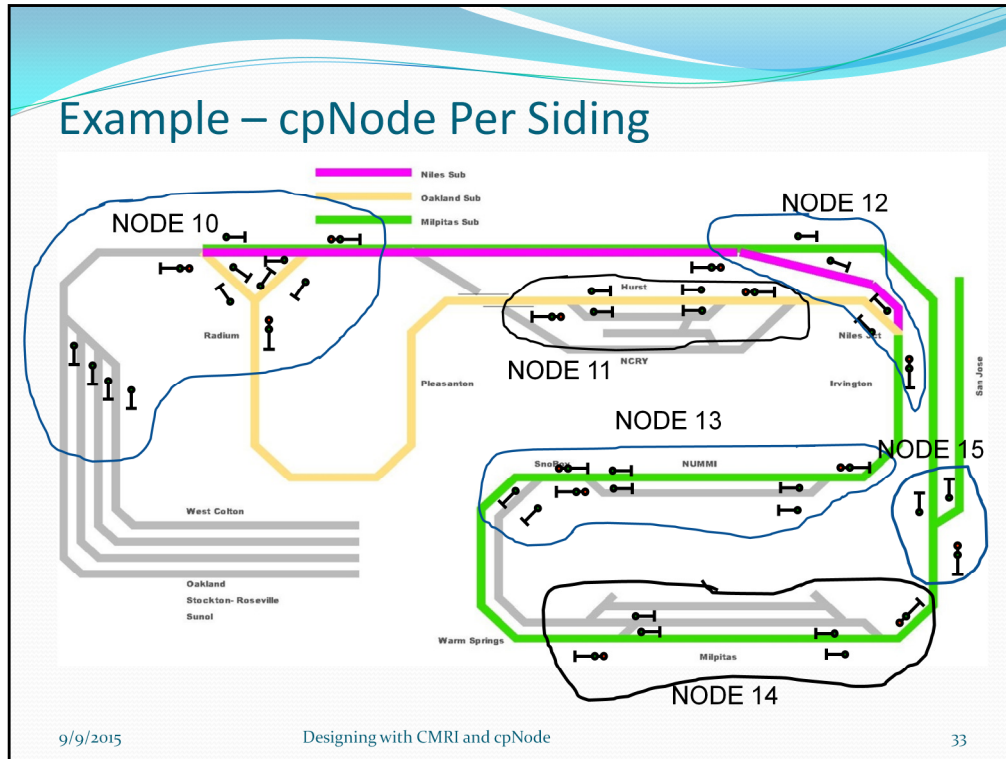 Example – cpNode Per Siding
Niles Sub
Oakland Sub
Milpitas Sub
NODE 10
NODE 12
Hurst
Radium
Niles Jct
NCRY
NODE 11
Pleasanton
Irvington
San Jose
NODE 13
NODE 15
NUMMI
West Colton
Oakland
Stockton- Roseville
Sunol
Warm Springs
Milpitas
NODE 14
9/9/2015
Designing with CMRI and cpNode
33